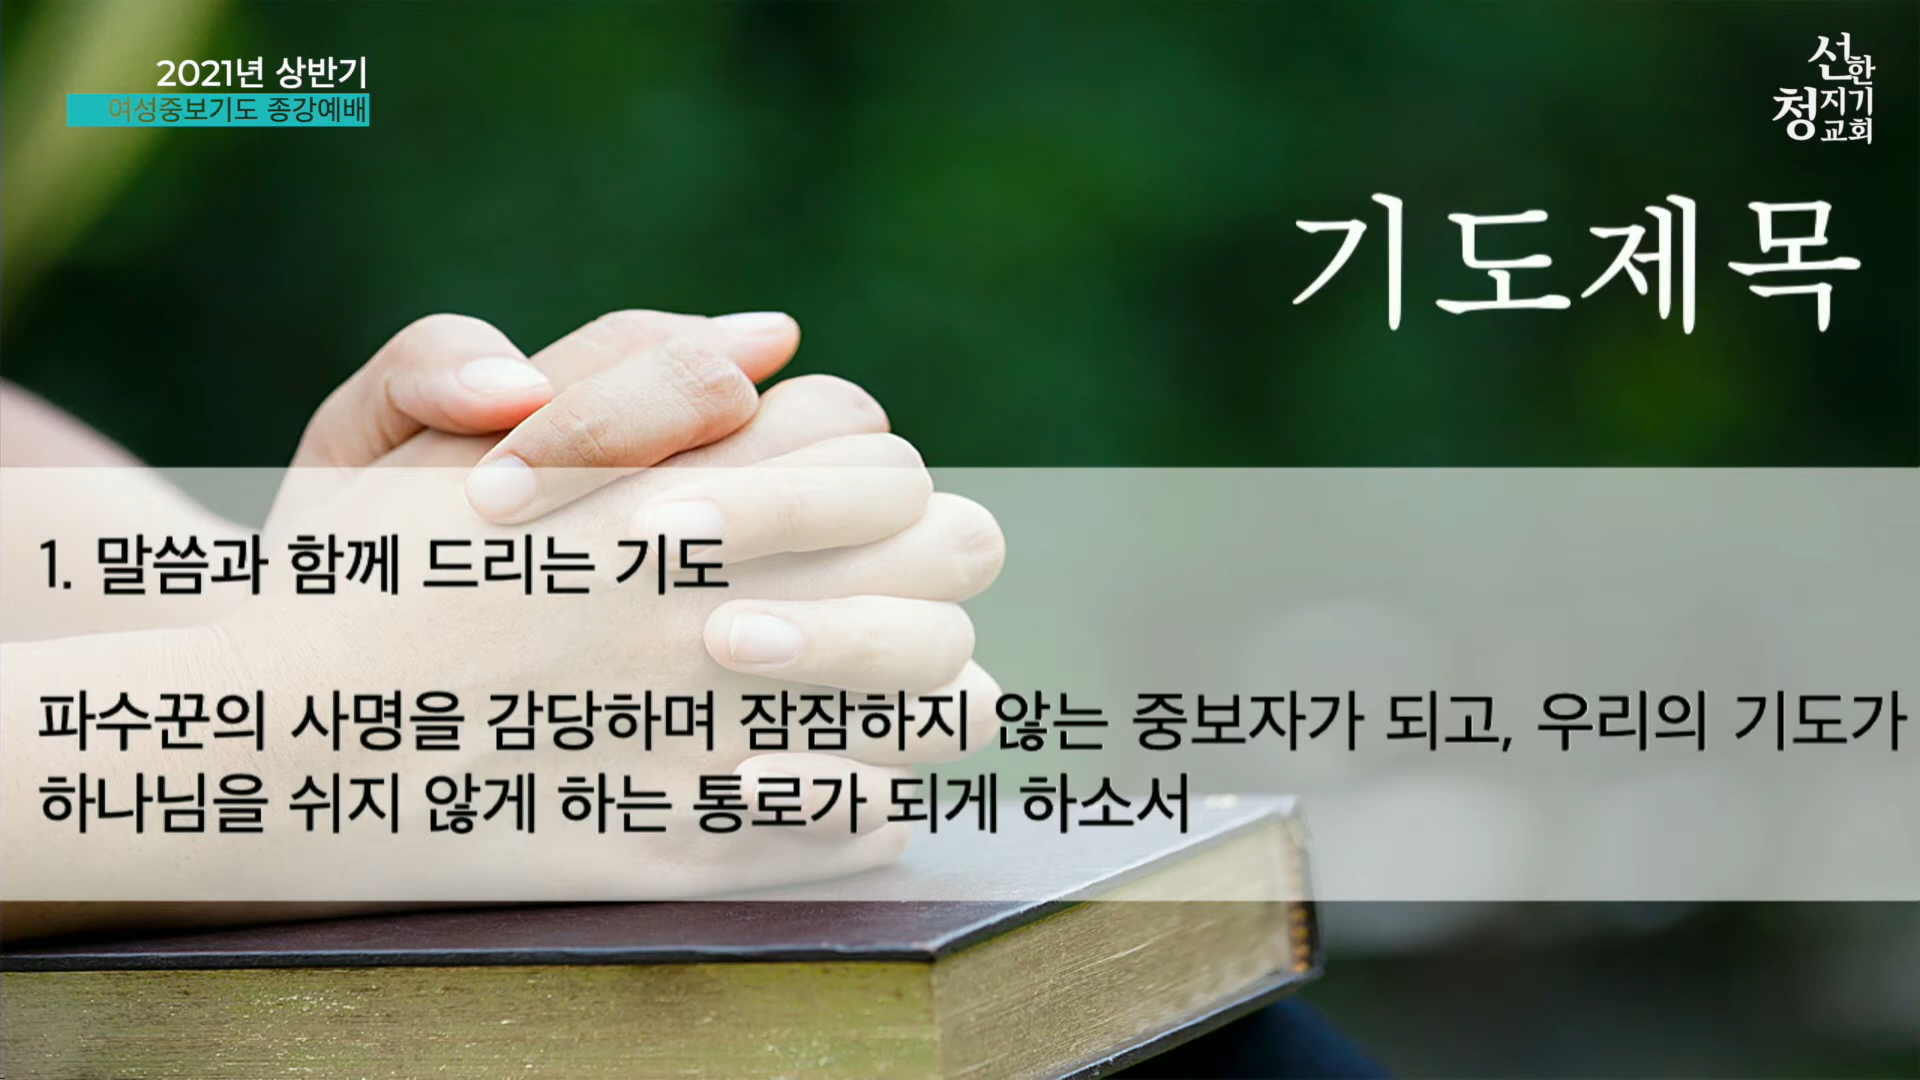 2021년 상반기
여성중보기도 종강예배
선한
청지기
교회
기도제목
1. 말씀과 함께 드리는 기도
파수꾼의 사명을 감당하며 잠잠하지 않는 중보자가 되고, 우리의 기도가
하나님을 쉬지 않게 하는 통로가 되게 하소서